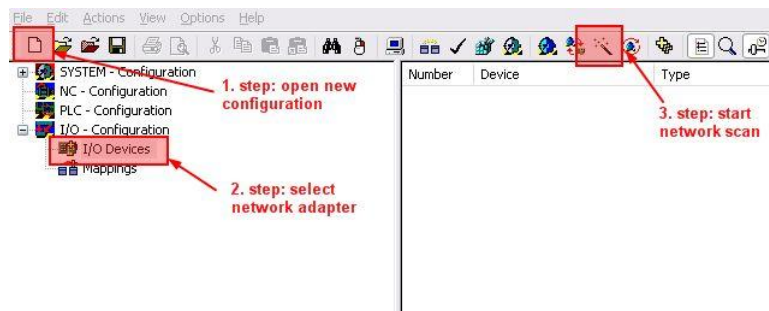 File Edit Actions View Options Help
SYSTEM - Configuration
NC - Configuration
PLC - Configuration
I/O - Configuration
I/O Devices
Mappings
1. step: open new
configuration
2. step: select
network adapter
Number Device Type
3. step: start
network scan